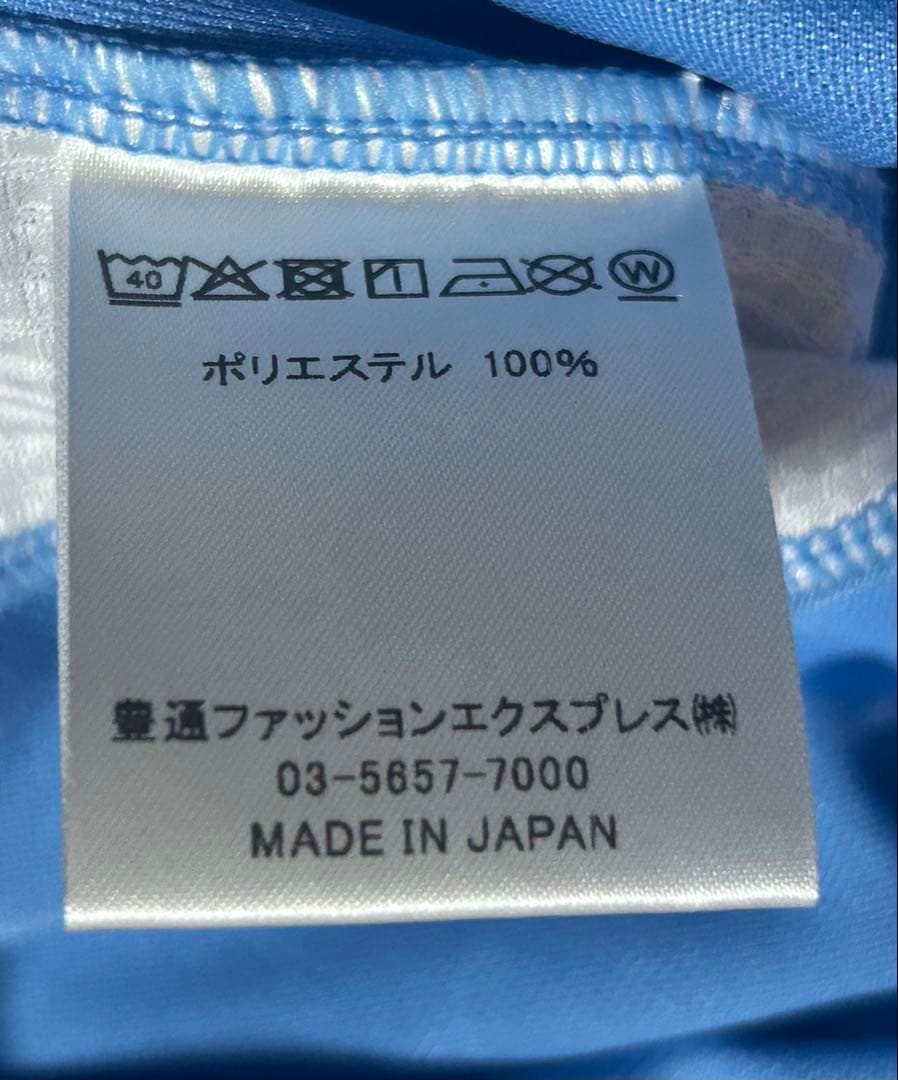 40 W
ポリエステル 100%
豊通ファッションエクスプレス㈱
03-5657-7000
MADE IN JAPAN